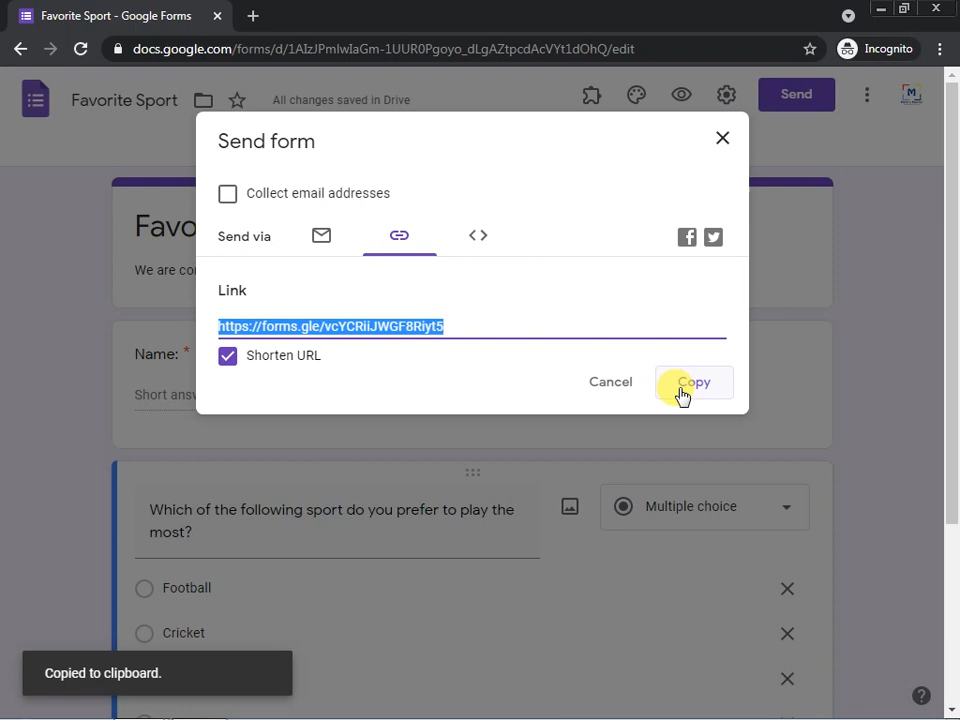 Favorite Sport - Google Forms
docs.google.com/forms/d/1AIzJPmlwIaGm-1UUR0Pgoyo_dLgAZtpcdAcVYt1dOhQ/edit
Incognito
Favorite Sport
All changes saved in Drive
Send
M
Send form
Collect email addresses
Send via
Favo
We are co
Link
https://forms.gle/vcYCRiiJWGF8Riyt5
Name: *
Shorten URL
Cancel
Copy
Short answ
Which of the following sport do you prefer to play the
most?
Multiple choice
Football
Cricket
Copied to clipboard.